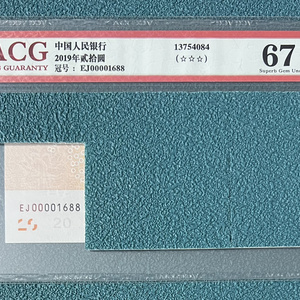 ACG
GUARANTY
中国人民银行
2019年贰拾圆
冠号：EJ00001688
13754084
(☆☆☆)
67
Superb Gem Unc
EJ00001688
20